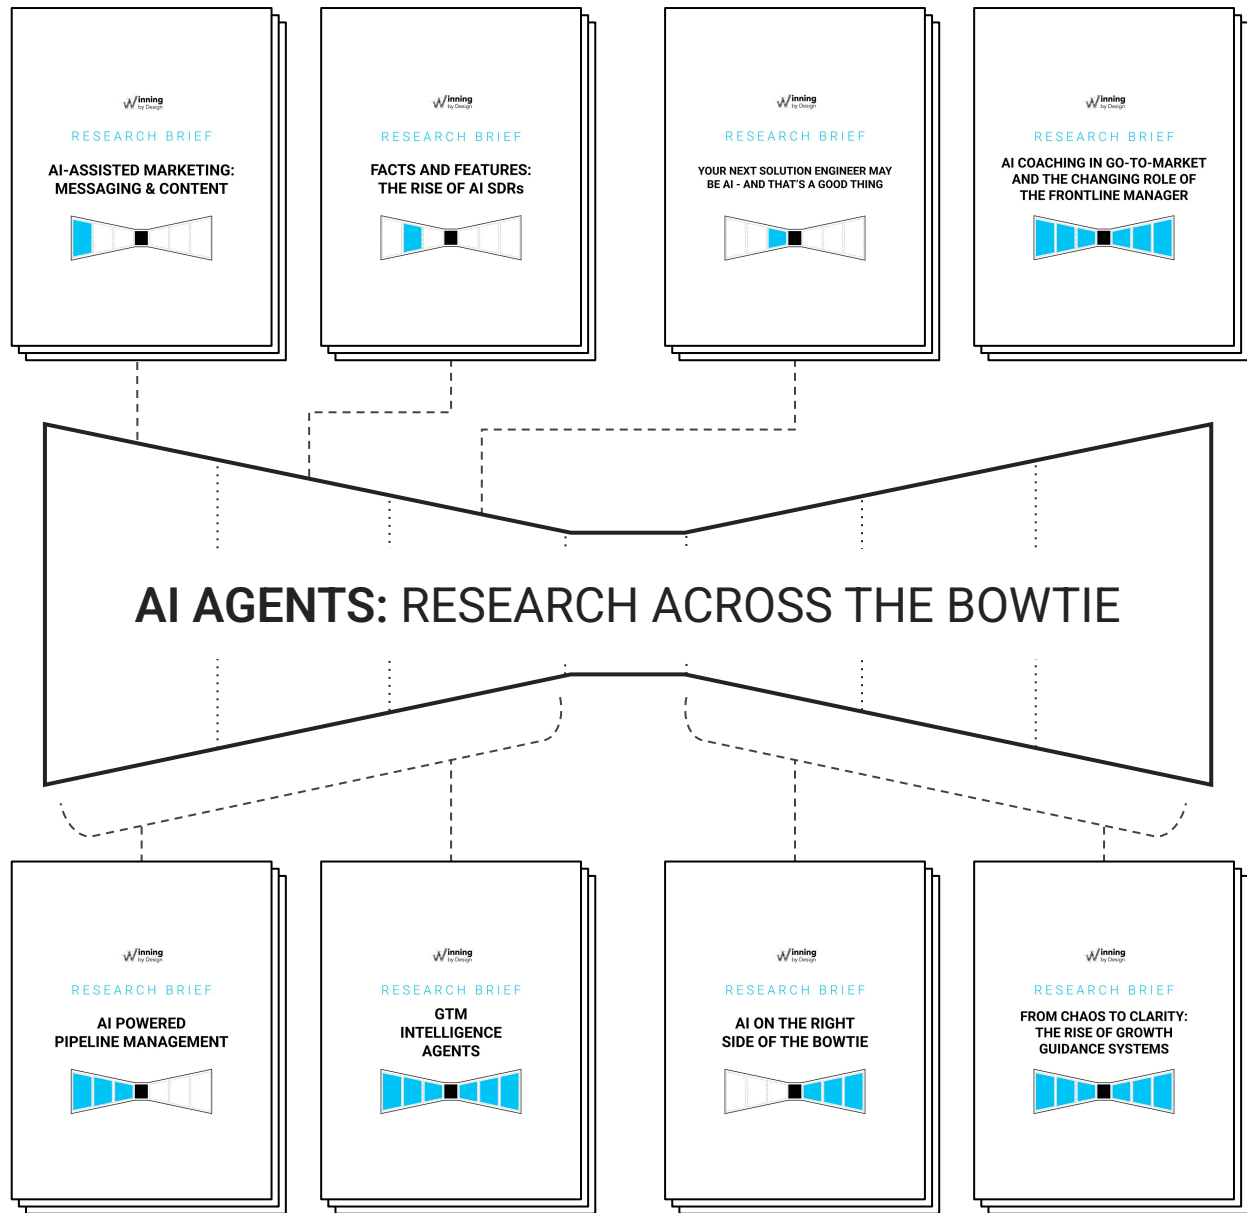 Winning
by Design
RESEARCH BRIEF
AI-ASSISTED MARKETING:
MESSAGING & CONTENT
Winning
by Design
RESEARCH BRIEF
FACTS AND FEATURES:
THE RISE OF AI SDRs
Winning
by Design
RESEARCH BRIEF
YOUR NEXT SOLUTION ENGINEER MAY
BE AI - AND THAT'S A GOOD THING
Winning
by Design
RESEARCH BRIEF
AI COACHING IN GO-TO-MARKET
AND THE CHANGING ROLE OF
THE FRONTLINE MANAGER
AI AGENTS: RESEARCH ACROSS THE BOWTIE
Winning
by Design
RESEARCH BRIEF
AI POWERED
PIPELINE MANAGEMENT
Winning
by Design
RESEARCH BRIEF
GTM
INTELLIGENCE
AGENTS
Winning
by Design
RESEARCH BRIEF
AI ON THE RIGHT
SIDE OF THE BOWTIE
Winning
by Design
RESEARCH BRIEF
FROM CHAOS TO CLARITY:
THE RISE OF GROWTH
GUIDANCE SYSTEMS